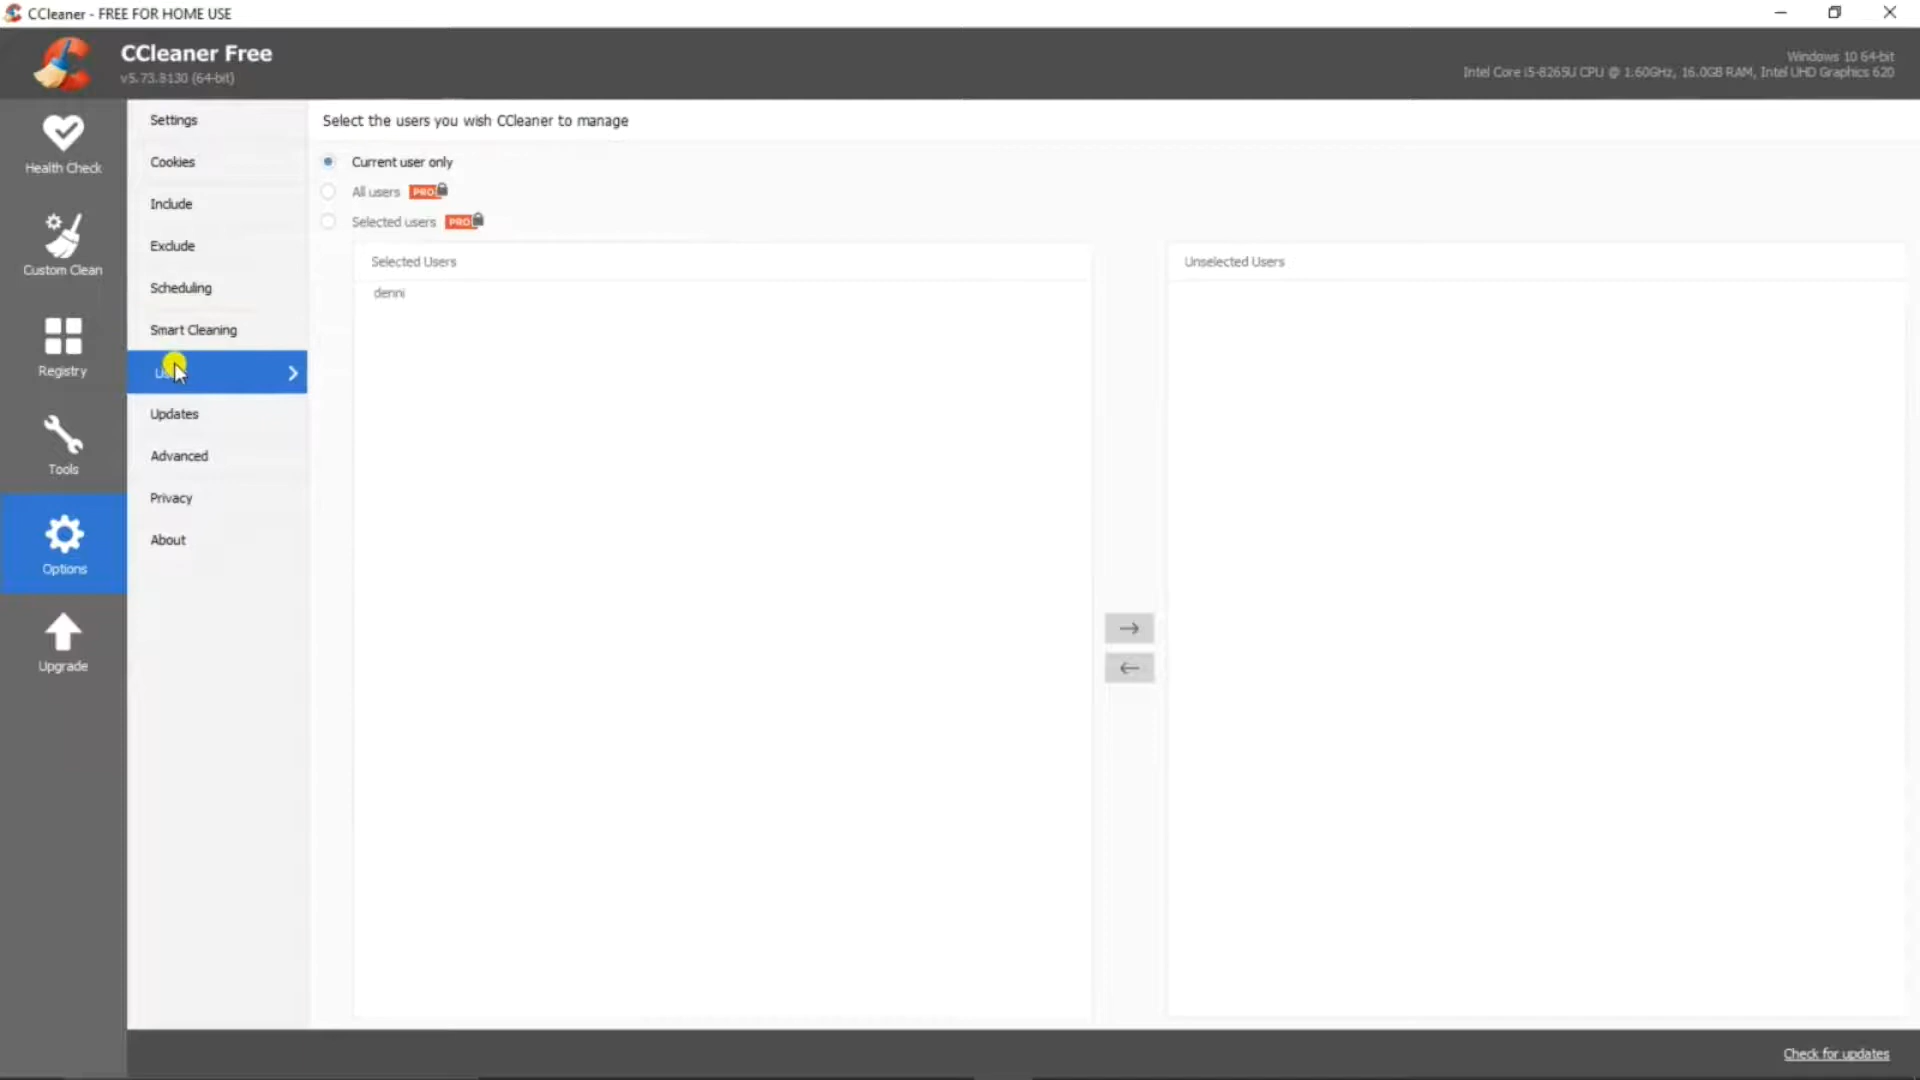 CCleaner - FREE FOR HOME USE
CCleaner Free
v5.73.8130 (64-bit)
Windows 10 64-bit
Intel Core i5-8265U CPU @ 1.60GHz, 16.0GB RAM, Intel UHD Graphics 620
Health Check
Custom Clean
Registry
Tools
Options
Upgrade
Settings
Cookies
Include
Exclude
Scheduling
Smart Cleaning
Updates
Advanced
Privacy
About
Select the users you wish CCleaner to manage
Current user only
All users PRO
Selected users PRO
Selected Users
denni
Unselected Users
Check for updates